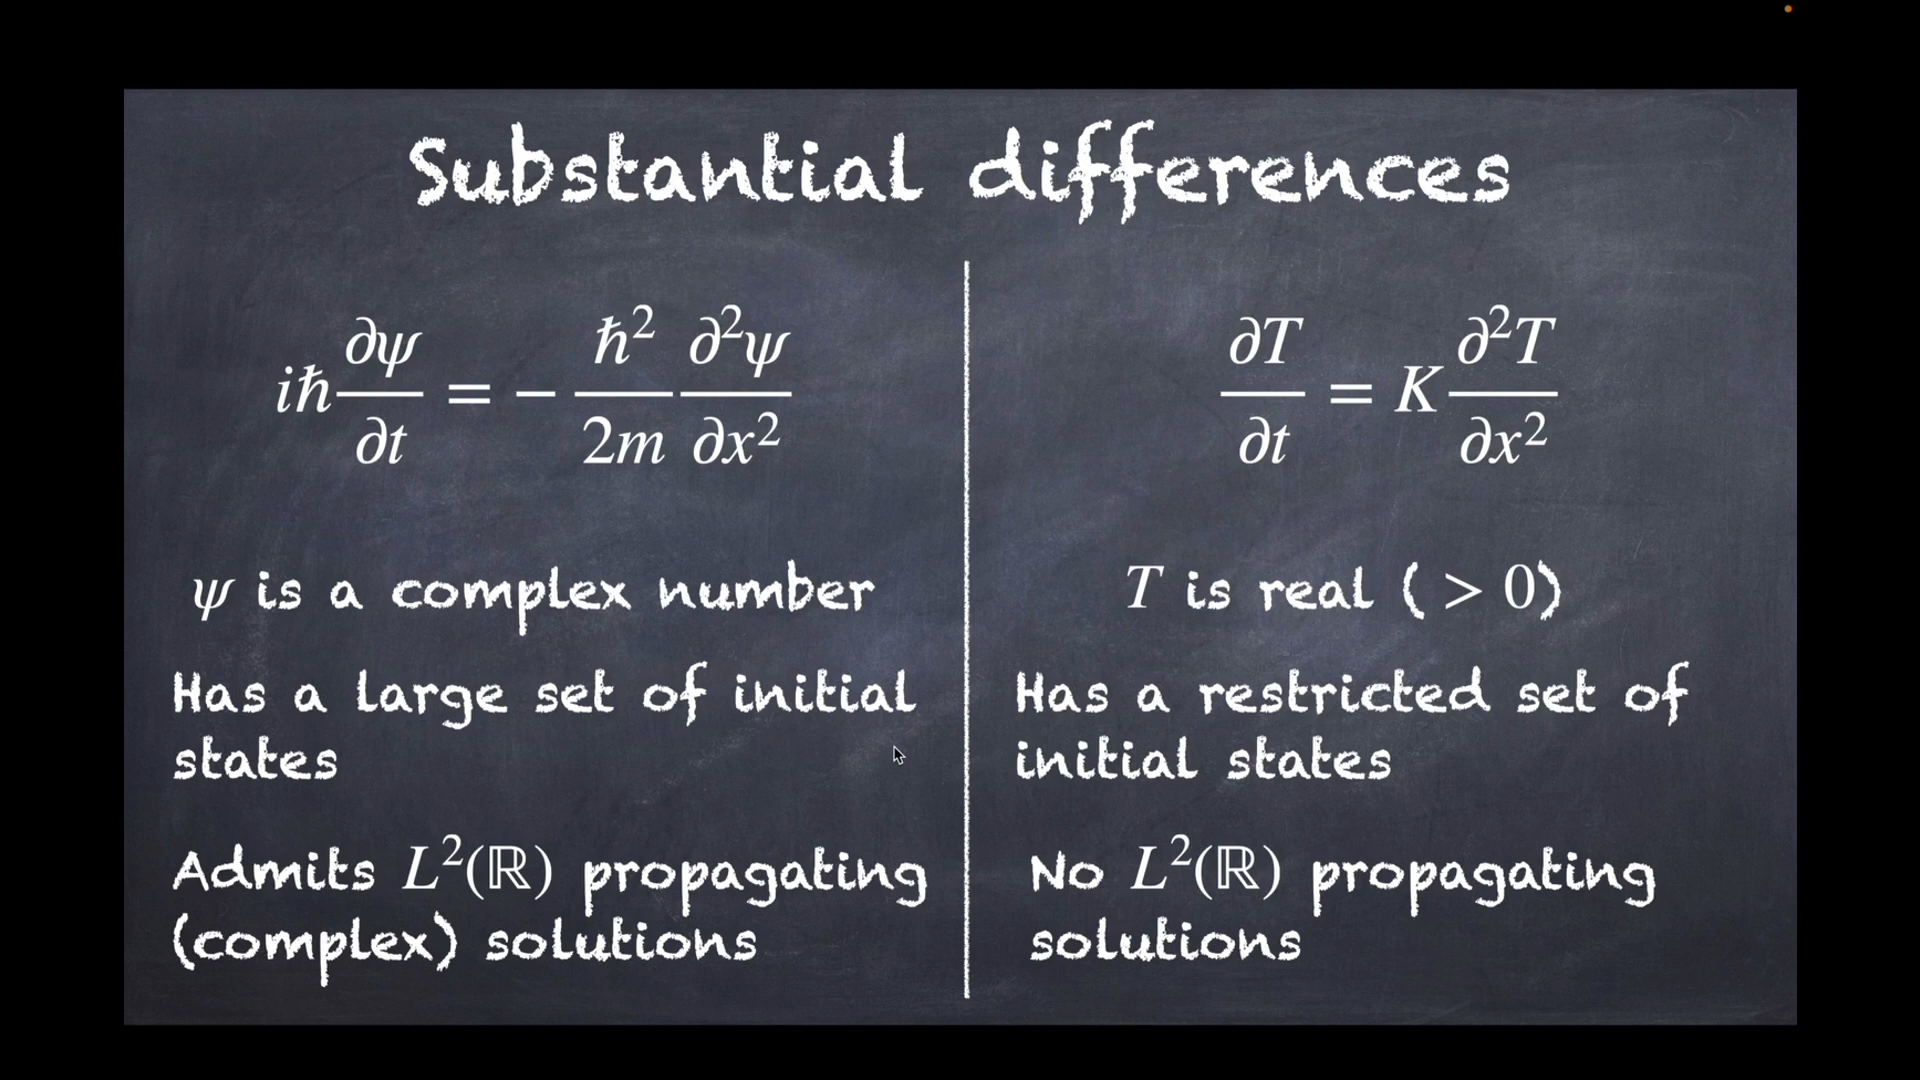 Substantial differences
iħ ∂ψ/∂t = − ħ²/2m ∂²ψ/∂x²
ψ is a complex number
Has a large set of initial
states
Admits L²(ℝ) propagating
(complex) solutions
∂T/∂t = K ∂²T/∂x²
T is real ( > 0)
Has a restricted set of
initial states
No L²(ℝ) propagating
solutions